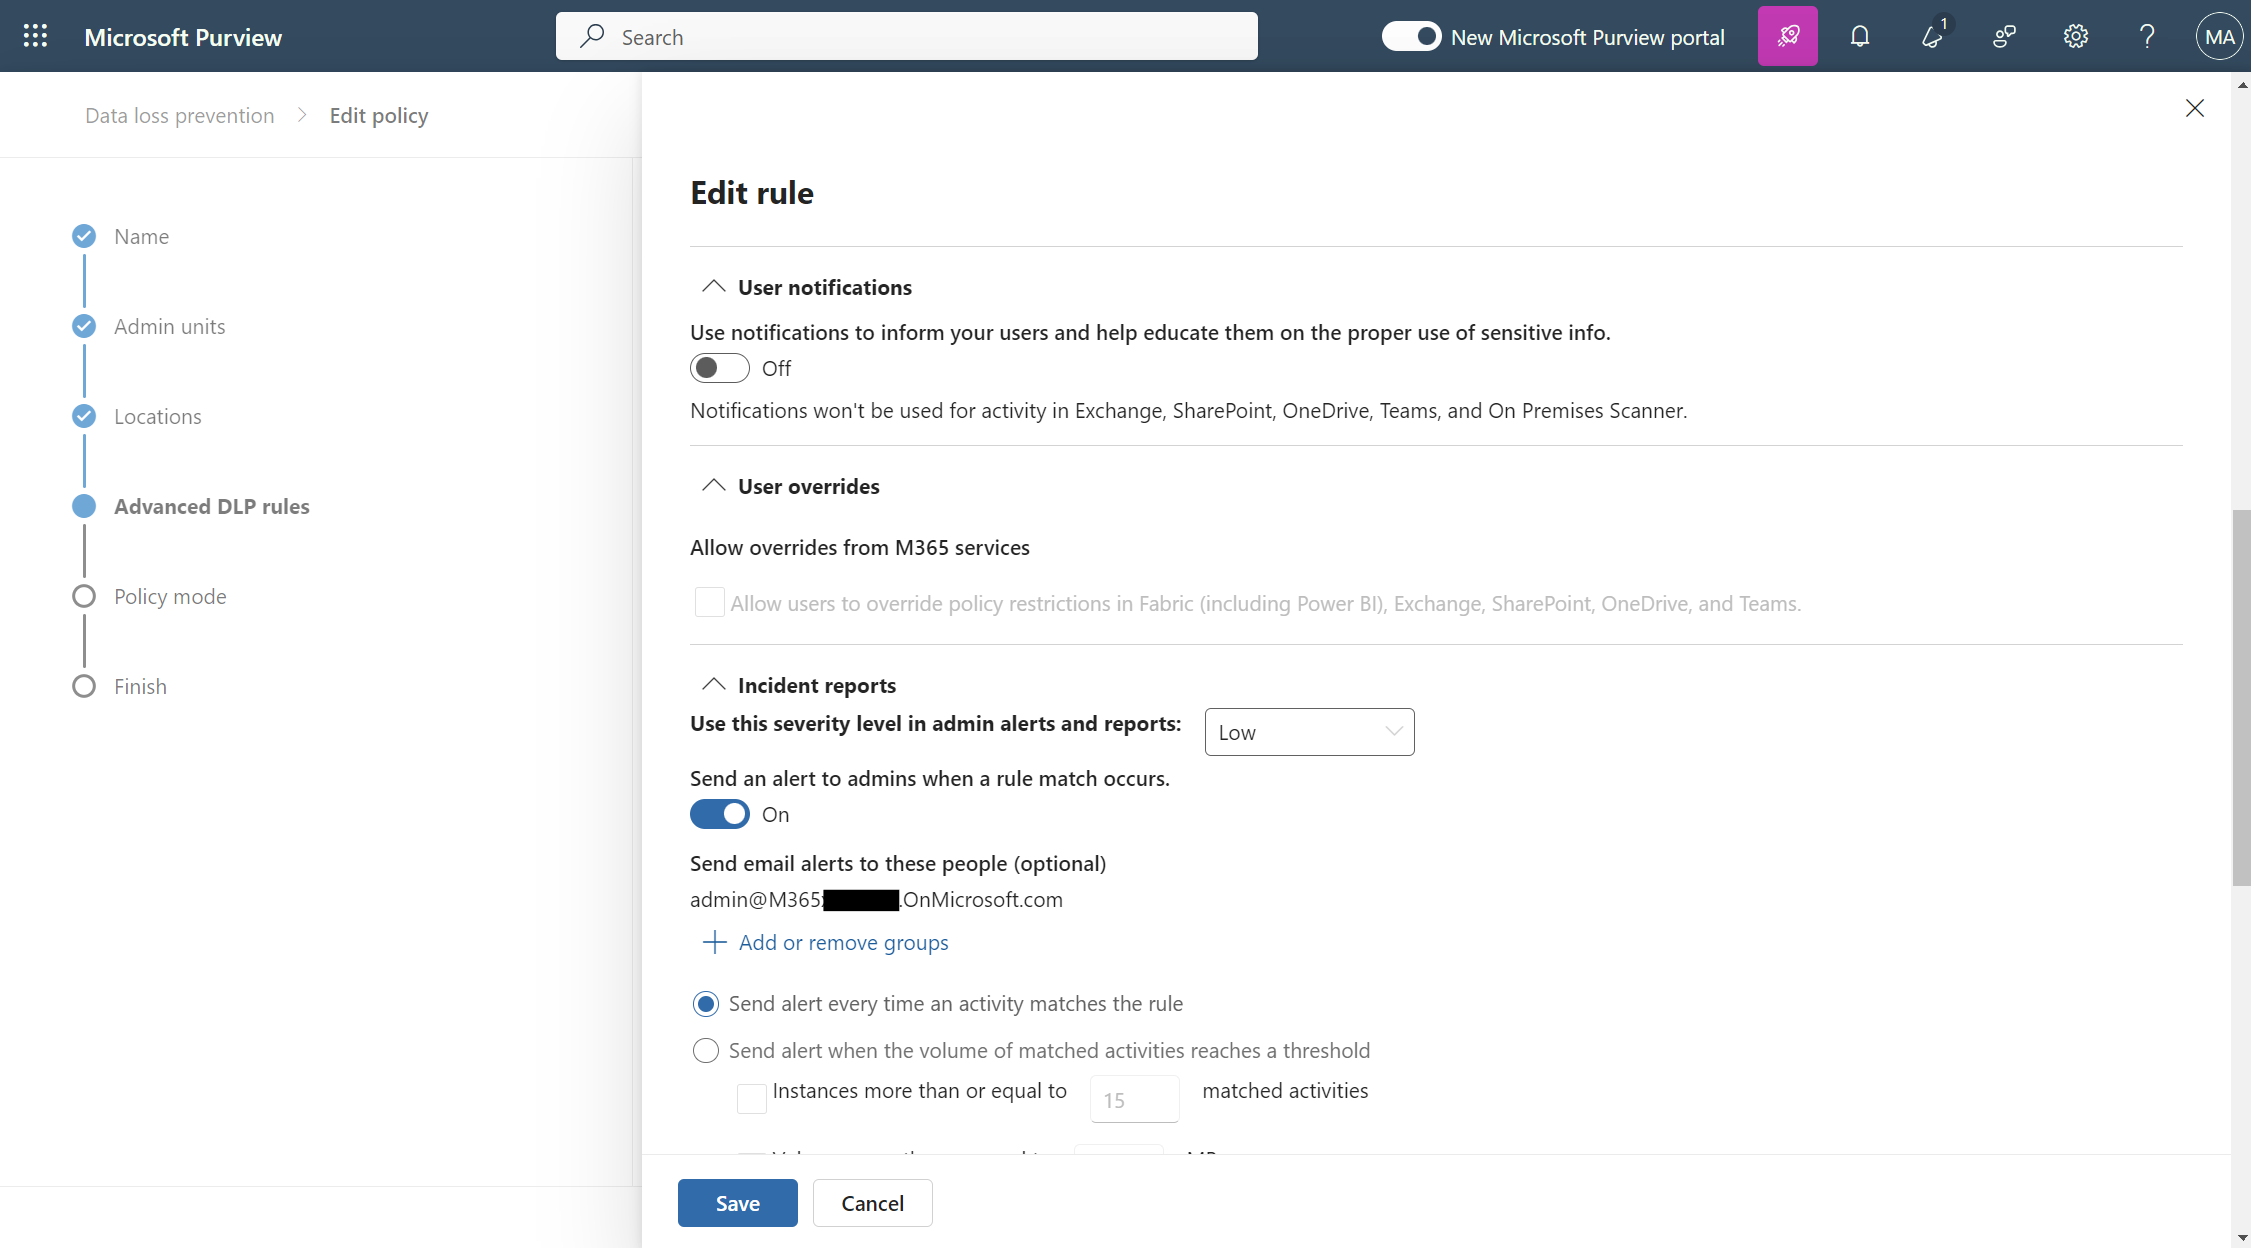 Microsoft Purview
Search
New Microsoft Purview portal
1
MA
Data loss prevention
Edit policy
Name
Admin units
Locations
Advanced DLP rules
Policy mode
Finish
Edit rule
User notifications
Use notifications to inform your users and help educate them on the proper use of sensitive info.
Off
Notifications won't be used for activity in Exchange, SharePoint, OneDrive, Teams, and On Premises Scanner.
User overrides
Allow overrides from M365 services
Allow users to override policy restrictions in Fabric (including Power BI), Exchange, SharePoint, OneDrive, and Teams.
Incident reports
Use this severity level in admin alerts and reports:
Low
Send an alert to admins when a rule match occurs.
On
Send email alerts to these people (optional)
admin@M365x .OnMicrosoft.com
Add or remove groups
Send alert every time an activity matches the rule
Send alert when the volume of matched activities reaches a threshold
Instances more than or equal to
15
matched activities
Save
Cancel